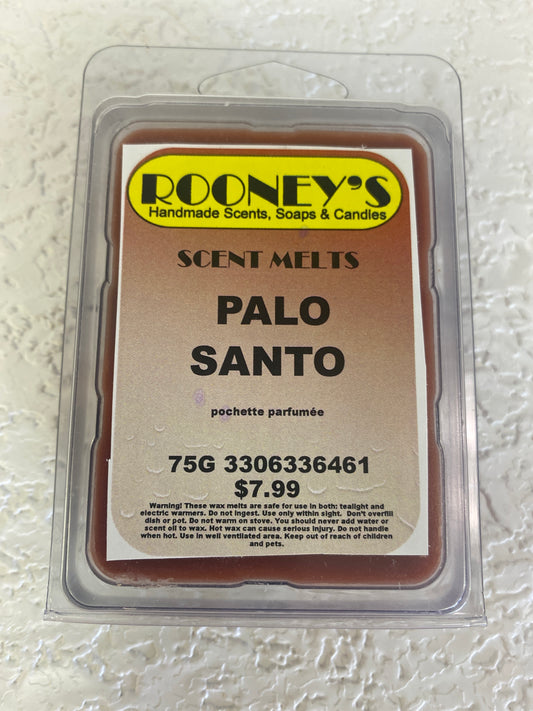 ROONEY'S
Handmade Scents, Soaps & Candles
SCENT MELTS
PALO
SANTO
pochette parfumée
75G 3306336461
$7.99
Warning! These wax melts are safe for use in both: tealight and
electric warmers. Do not ingest. Use only within sight. Don't overfill
dish or pot. Do not warm on stove. You should never add water or
scent oil to wax. Hot wax can cause serious injury. Do not handle
when hot. Use in well ventilated area. Keep out of reach of children
and pets.